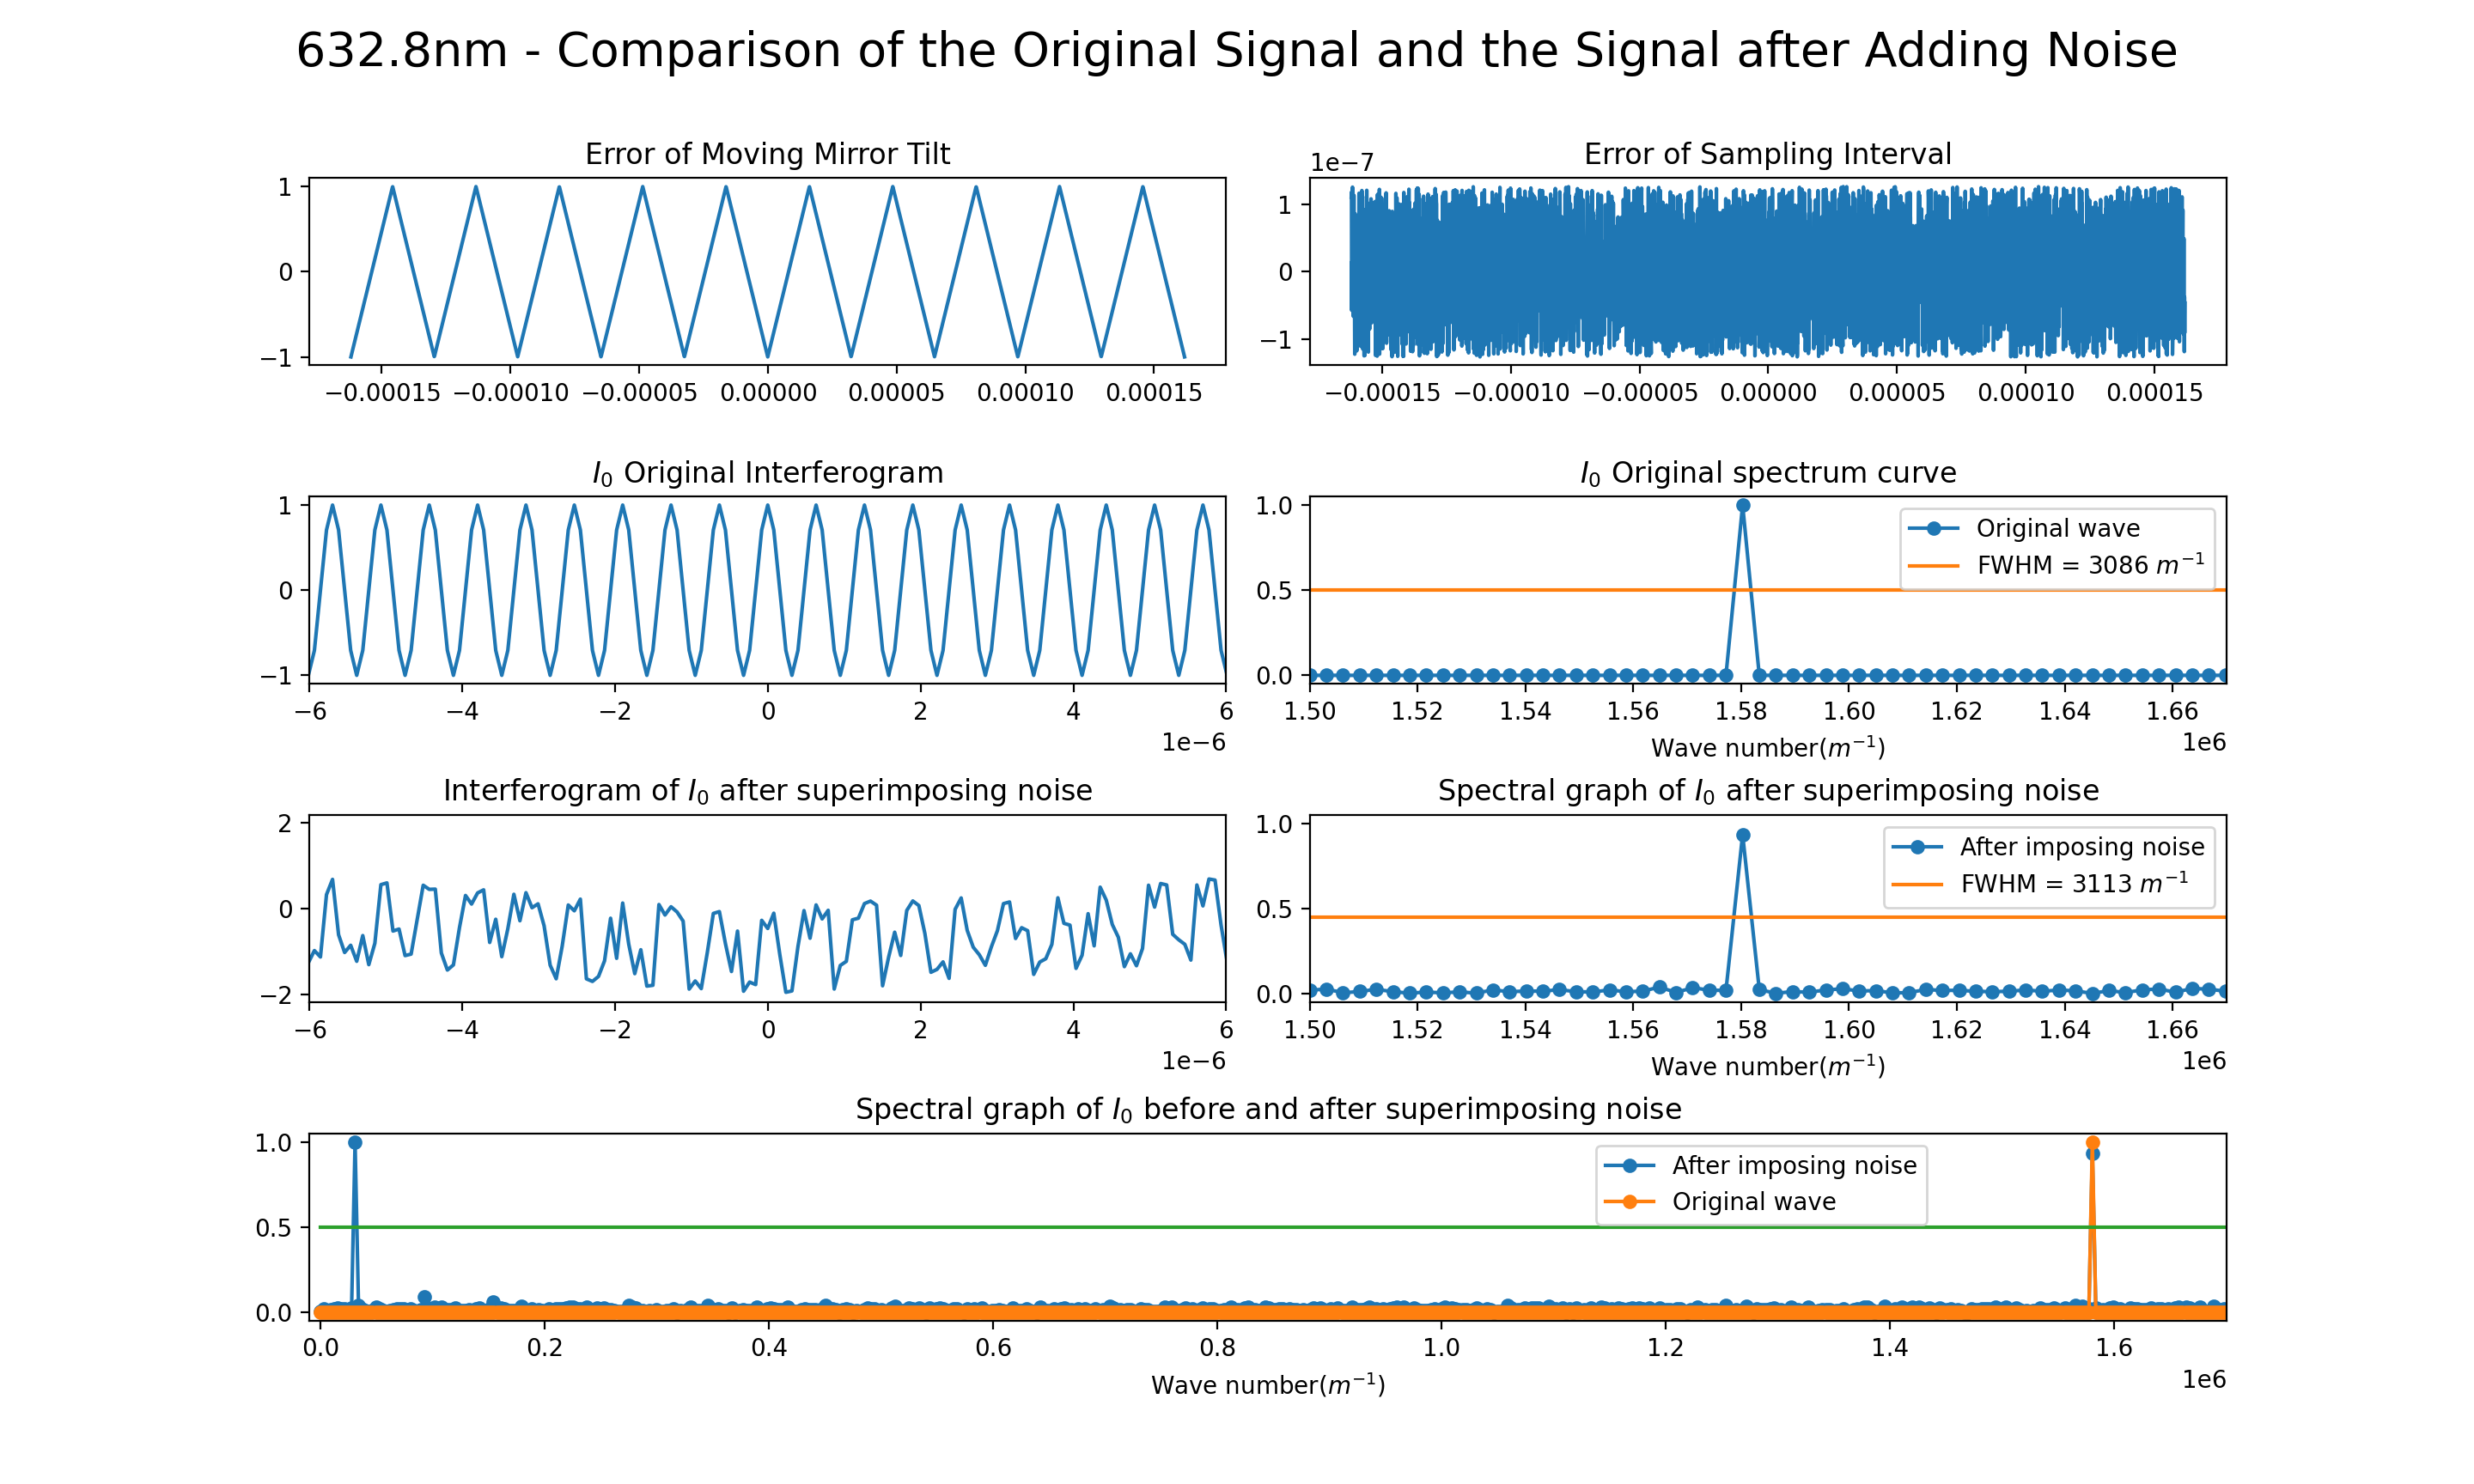 632.8nm - Comparison of the Original Signal and the Signal after Adding Noise
Error of Moving Mirror Tilt
1
0
−1
−0.00015 −0.00010 −0.00005 0.00000 0.00005 0.00010 0.00015
Error of Sampling Interval
1e−7
1
0
−1
−0.00015 −0.00010 −0.00005 0.00000 0.00005 0.00010 0.00015
I₀ Original Interferogram
1
0
−1
−6 −4 −2 0 2 4 6
1e−6
I₀ Original spectrum curve
1.0
0.5
0.0
Original wave
FWHM = 3086 m⁻¹
1.50 1.52 1.54 1.56 1.58 1.60 1.62 1.64 1.66
Wave number(m⁻¹)
1e6
Interferogram of I₀ after superimposing noise
2
0
−2
−6 −4 −2 0 2 4 6
1e−6
Spectral graph of I₀ after superimposing noise
1.0
0.5
0.0
After imposing noise
FWHM = 3113 m⁻¹
1.50 1.52 1.54 1.56 1.58 1.60 1.62 1.64 1.66
Wave number(m⁻¹)
1e6
Spectral graph of I₀ before and after superimposing noise
1.0
0.5
0.0
After imposing noise
Original wave
0.0 0.2 0.4 0.6 0.8 1.0 1.2 1.4 1.6
Wave number(m⁻¹)
1e6